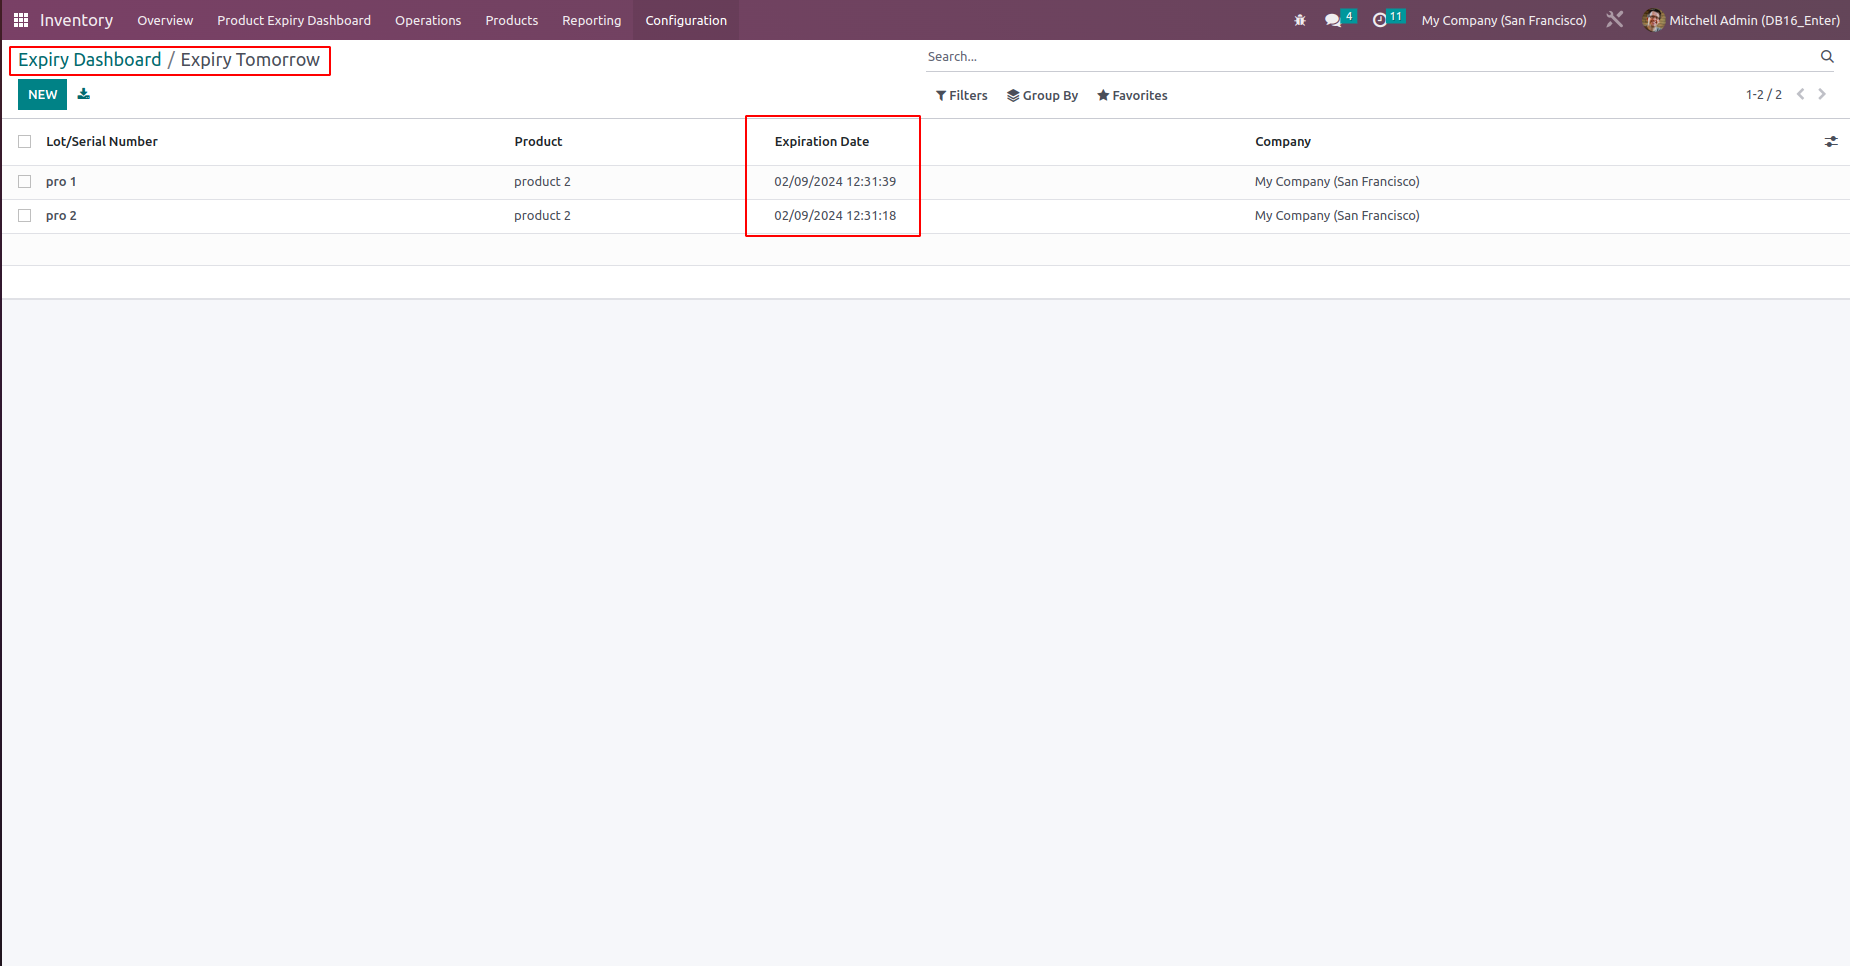 Inventory Overview Product Expiry Dashboard Operations Products Reporting Configuration 4 11 My Company (San Francisco) Mitchell Admin (DB16_Enter)
Expiry Dashboard / Expiry Tomorrow Search...
NEW Filters Group By Favorites 1-2 / 2
Lot/Serial Number Product Expiration Date Company
pro 1 product 2 02/09/2024 12:31:39 My Company (San Francisco)
pro 2 product 2 02/09/2024 12:31:18 My Company (San Francisco)